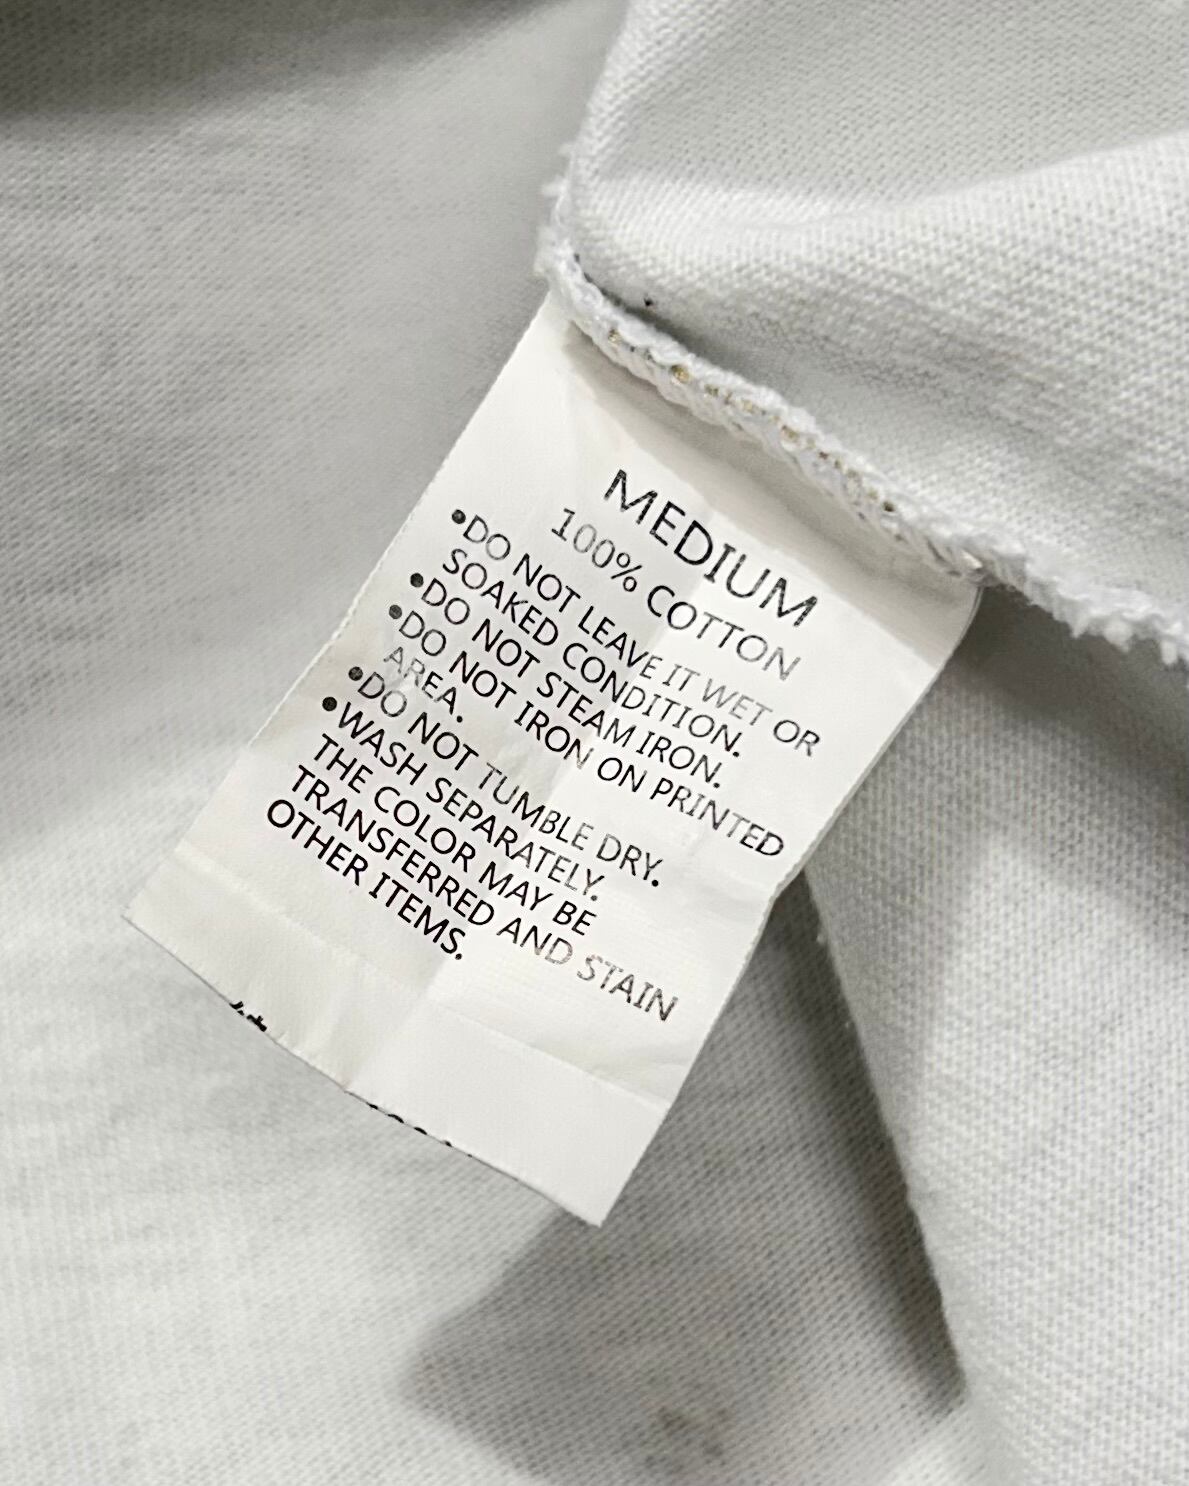 MEDIUM
100% COTTON
•DO NOT LEAVE IT WET OR
SOAKED CONDITION.
•DO NOT STEAM IRON.
•DO NOT IRON ON PRINTED
AREA.
•DO NOT TUMBLE DRY.
•WASH SEPARATELY.
THE COLOR MAY BE
TRANSFERRED AND STAIN
OTHER ITEMS.